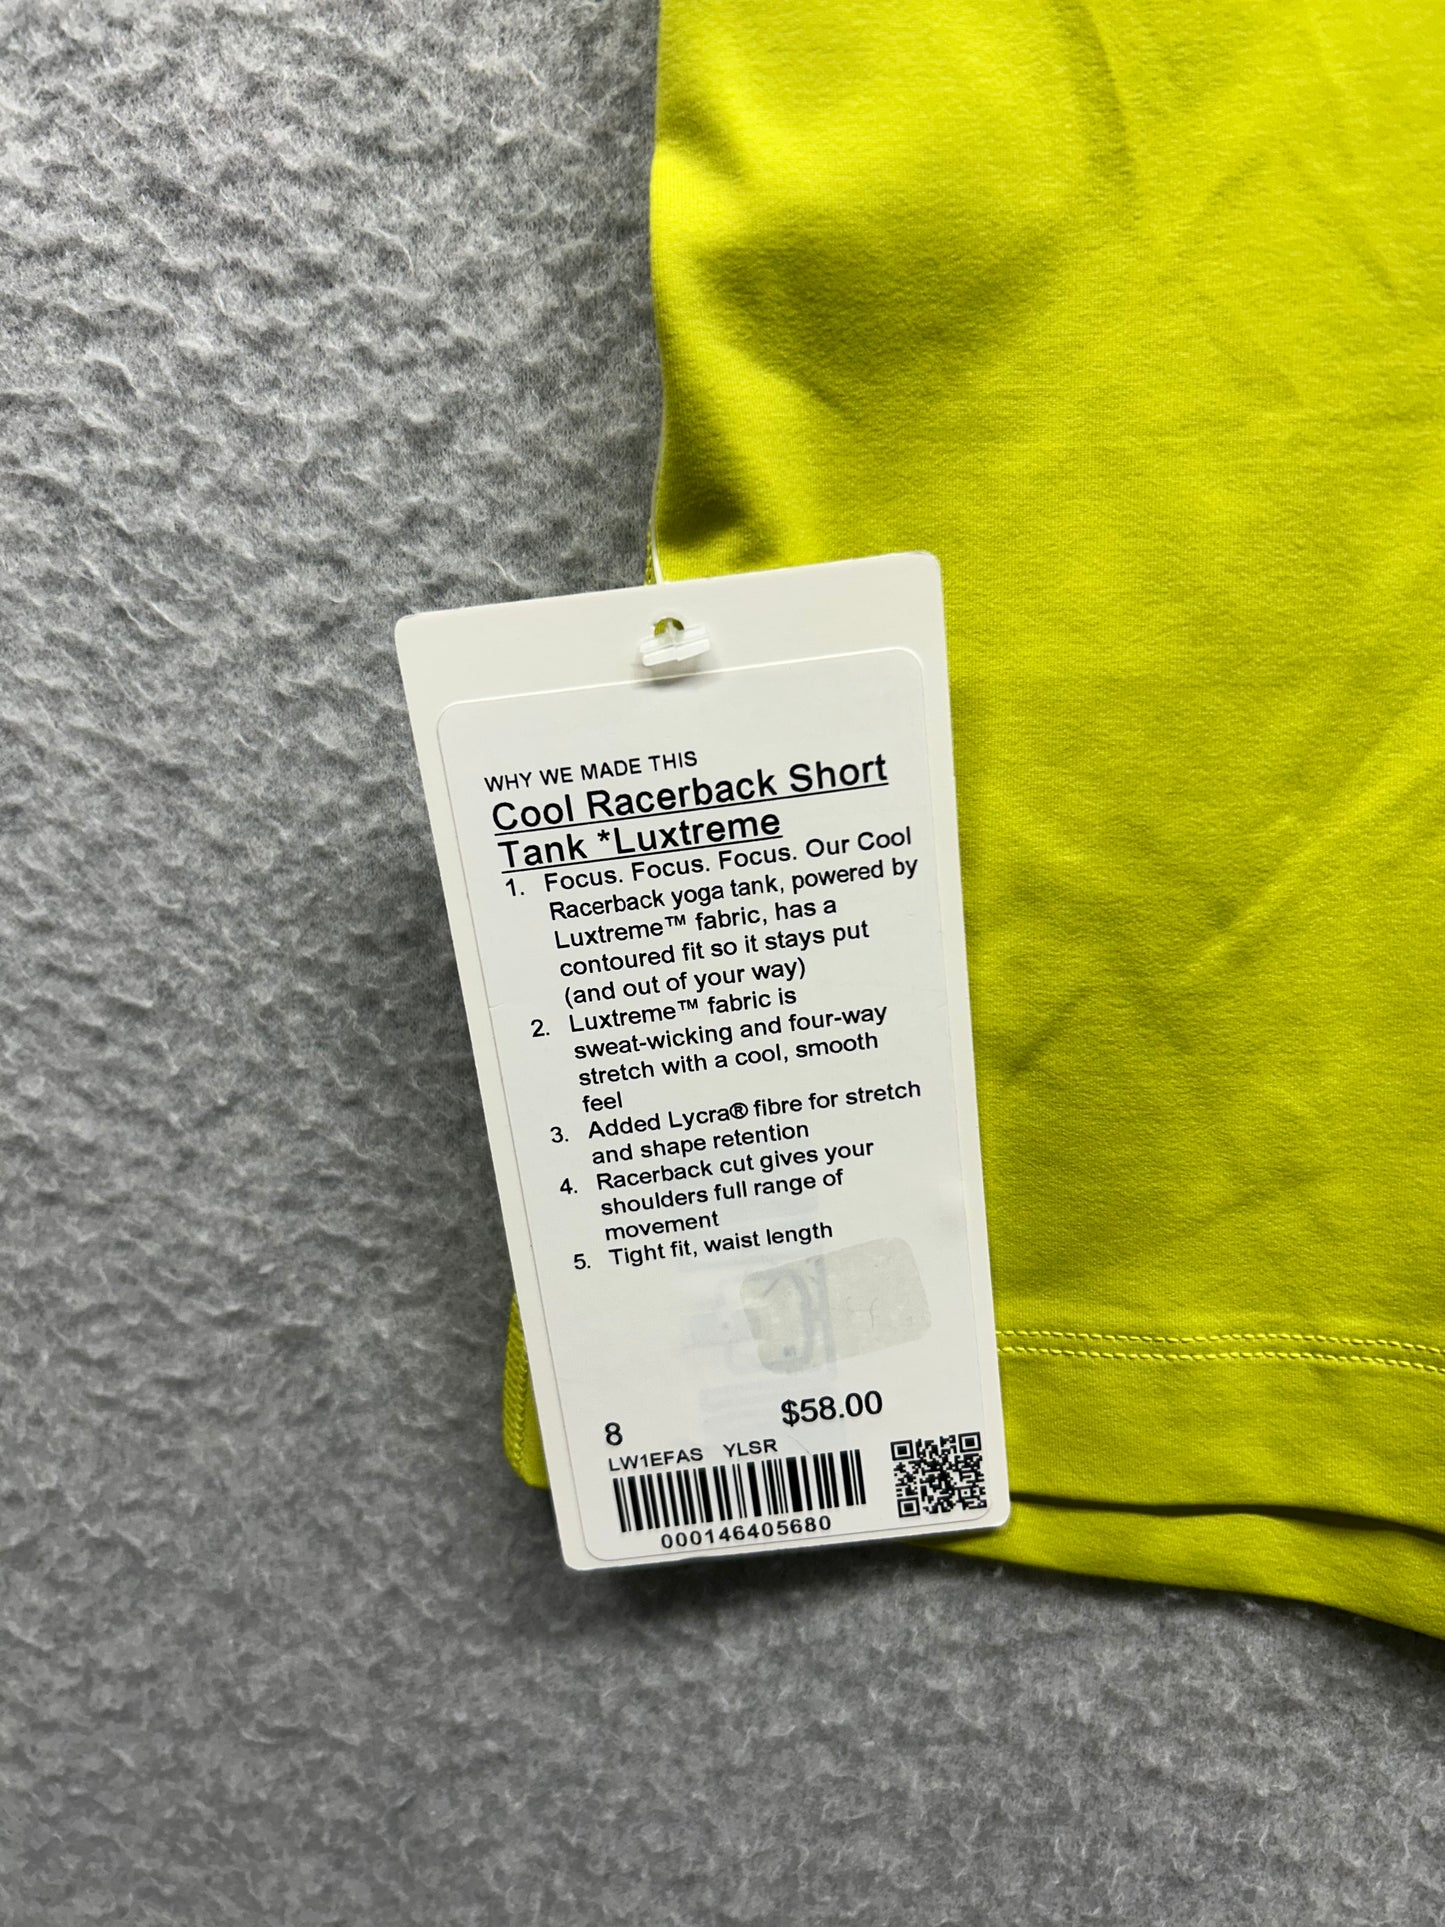 WHY WE MADE THIS
Cool Racerback Short
Tank *Luxtreme
1. Focus. Focus. Focus. Our Cool
Racerback yoga tank, powered by
Luxtreme™ fabric, has a
contoured fit so it stays put
(and out of your way)
2. Luxtreme™ fabric is
sweat-wicking and four-way
stretch with a cool, smooth
feel
3. Added Lycra® fibre for stretch
and shape retention
4. Racerback cut gives your
shoulders full range of
movement
5. Tight fit, waist length
8 $58.00
LW1EFAS YLSR
000146405680